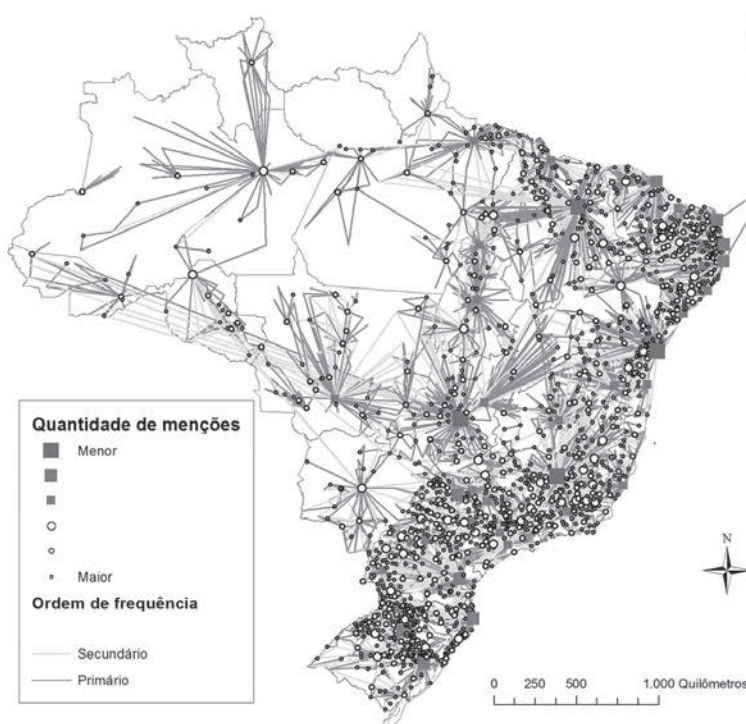 Quantidade de menções
Menor
Maior
Ordem de frequência
Secundário
Primário
N
0 250 500 1.000 Quilômetros